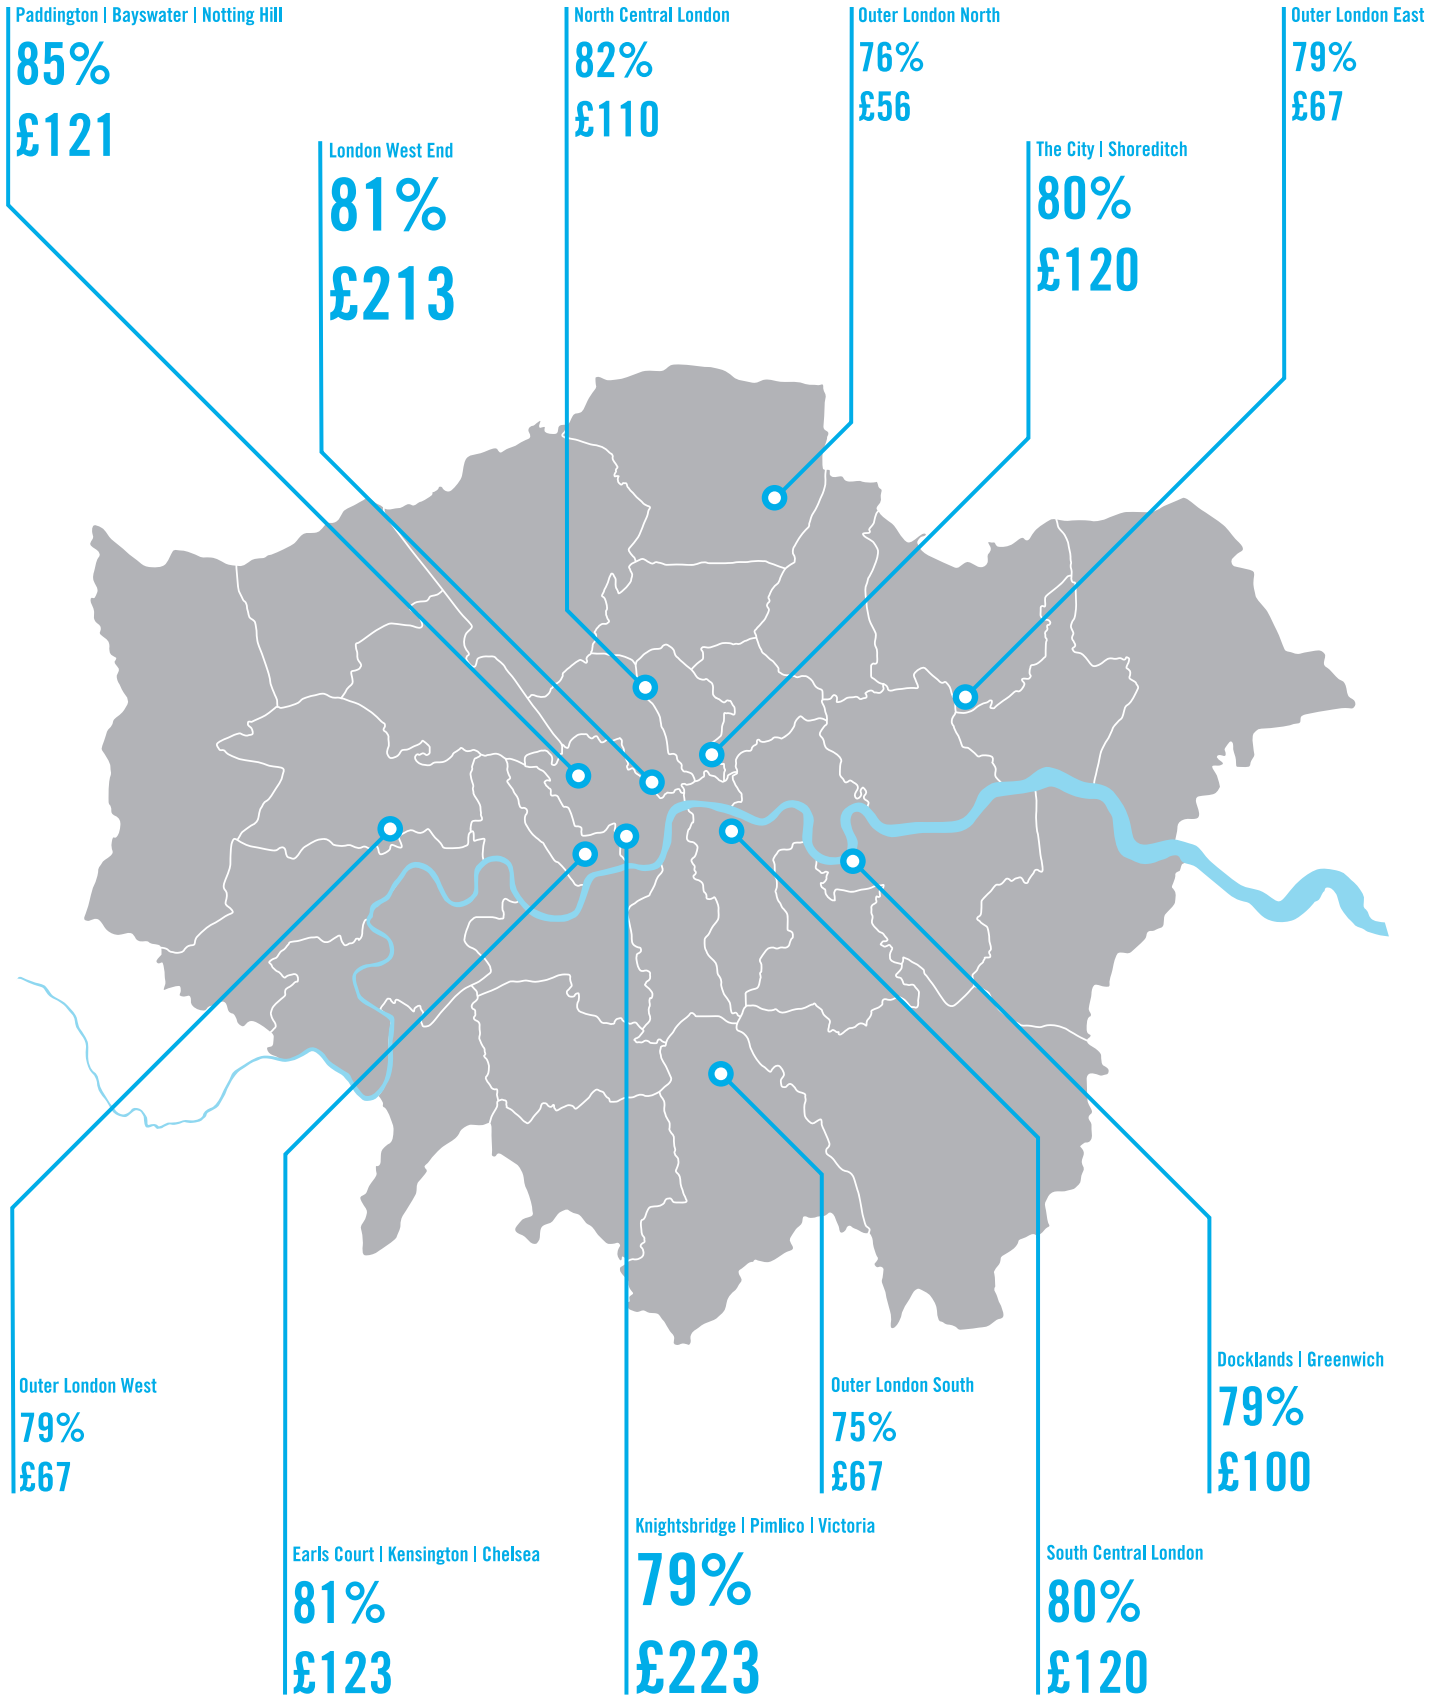 Paddington | Bayswater | Notting Hill
85%
£121
North Central London
82%
£110
Outer London North
76%
£56
Outer London East
79%
£67
London West End
81%
£213
The City | Shoreditch
80%
£120
Outer London West
79%
£67
Outer London South
75%
£67
Docklands | Greenwich
79%
£100
Earls Court | Kensington | Chelsea
81%
£123
Knightsbridge | Pimlico | Victoria
79%
£223
South Central London
80%
£120